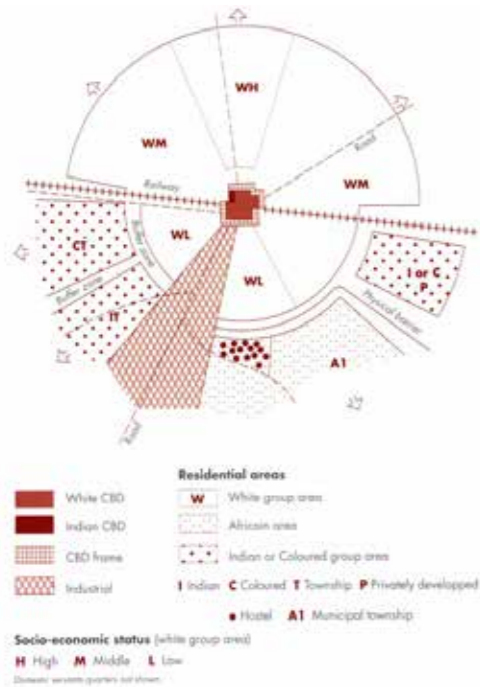 WH
WM
Road
WM
Railway
WL
Buffer zone
CT
WL
Buffer zone
I or C
P
IT
Physical barrier
A1
Road
Residential areas
White CBD
W White group area
Indian CBD
African area
CBD frame
Indian or Coloured group area
Industrial
I Indian C Coloured T Township P Privately developped
Hostel A1 Municipal township
Socio-economic status (white group area)
H High M Middle L Low
Domestic servants quarters not shown